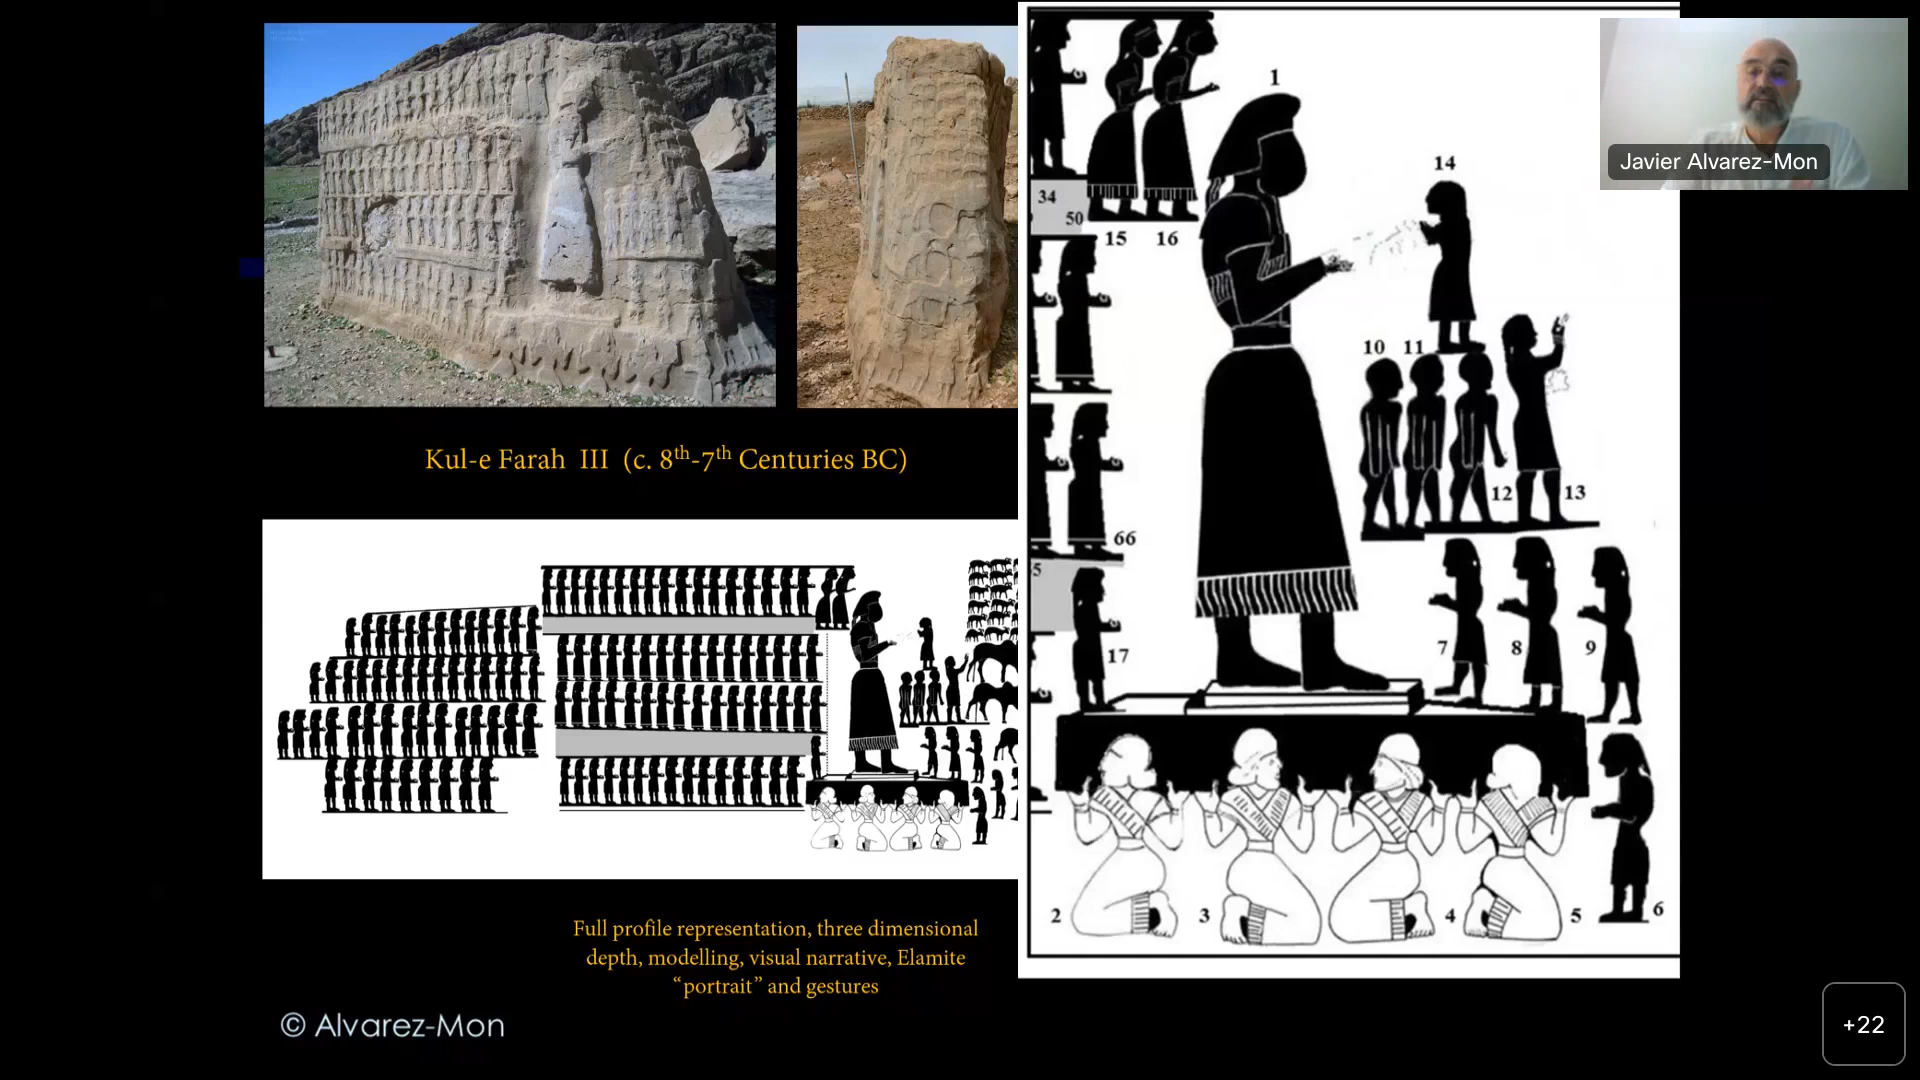 Javier Alvarez-Mon
1
14
34
50
15 16
10 11
12 13
66
7 8 9
17
2 3 4 5 6
Kul-e Farah III (c. 8th-7th Centuries BC)
Full profile representation, three dimensional
depth, modelling, visual narrative, Elamite
“portrait” and gestures
© Alvarez-Mon
+22